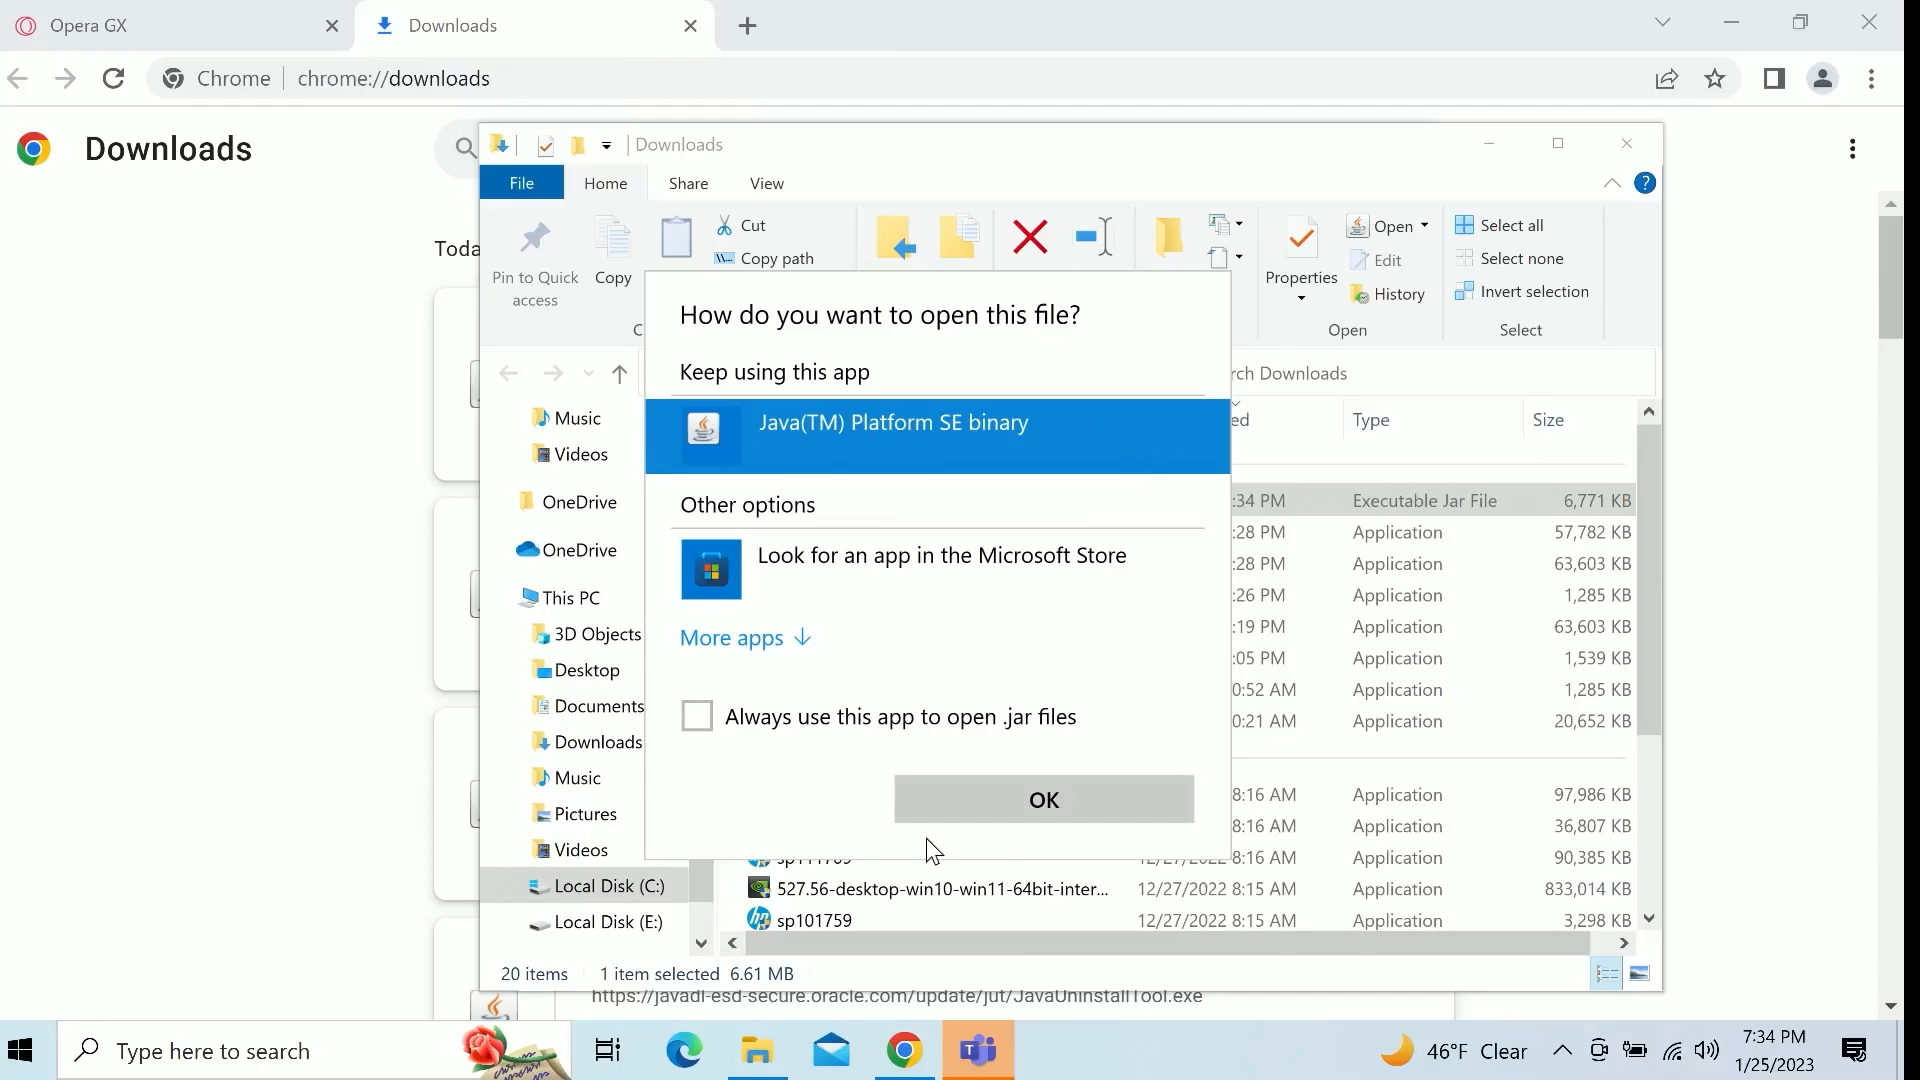 Opera GX
Downloads
Chrome
chrome://downloads
Downloads
Downloads
File
Home
Share
View
Pin to Quick
access
Copy
Cut
Copy path
Properties
Open
Edit
History
Open
Select all
Select none
Invert selection
Select
Toda
C
How do you want to open this file?
Keep using this app
Java(TM) Platform SE binary
Other options
Look for an app in the Microsoft Store
More apps
Always use this app to open .jar files
OK
rch Downloads
ed
Type
Size
Music
Videos
OneDrive
OneDrive
This PC
3D Objects
Desktop
Documents
Downloads
Music
Pictures
Videos
Local Disk (C:)
Local Disk (E:)
:34 PM Executable Jar File 6,771 KB
:28 PM Application 57,782 KB
:28 PM Application 63,603 KB
:26 PM Application 1,285 KB
:19 PM Application 63,603 KB
:05 PM Application 1,539 KB
0:52 AM Application 1,285 KB
0:21 AM Application 20,652 KB
8:16 AM Application 97,986 KB
8:16 AM Application 36,807 KB
12/27/2022 8:16 AM Application 90,385 KB
527.56-desktop-win10-win11-64bit-inter... 12/27/2022 8:15 AM Application 833,014 KB
sp101759 12/27/2022 8:15 AM Application 3,298 KB
20 items
1 item selected 6.61 MB
https://javadl-esd-secure.oracle.com/update/jut/JavaUninstallTool.exe
Type here to search
46°F Clear
7:34 PM
1/25/2023